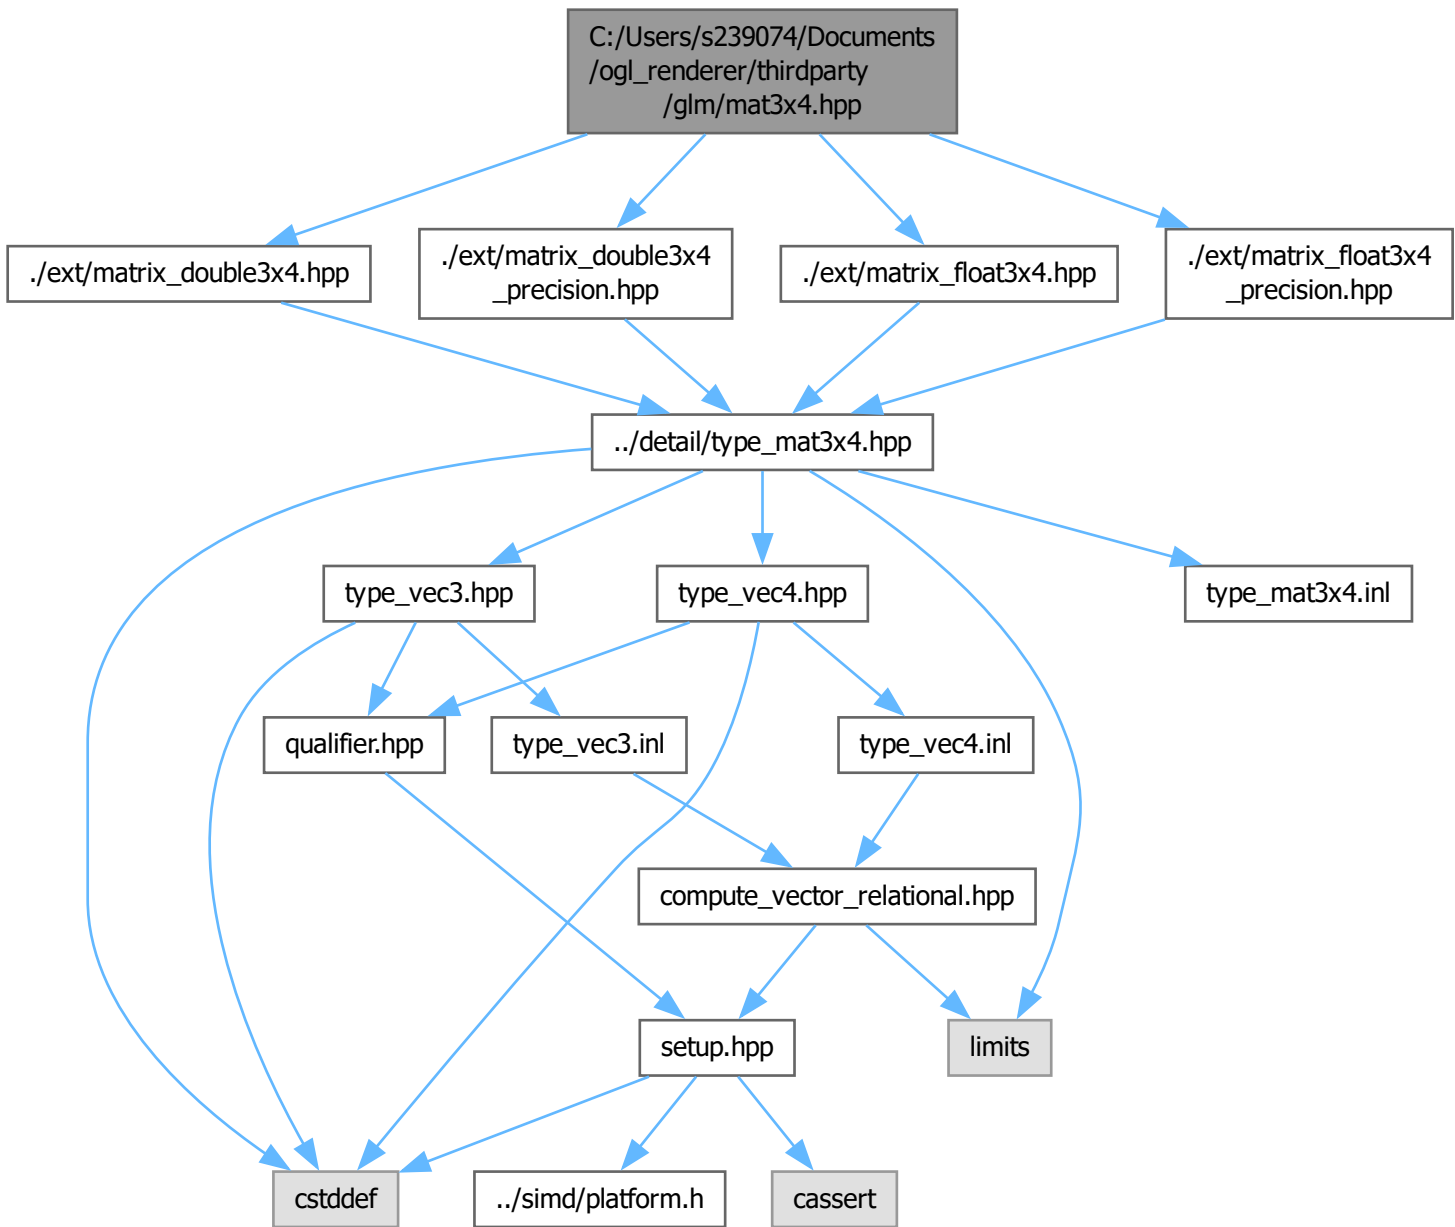 C:/Users/s239074/Documents
/ogl_renderer/thirdparty
/glm/mat3x4.hpp
./ext/matrix_double3x4.hpp
./ext/matrix_double3x4
_precision.hpp
./ext/matrix_float3x4.hpp
./ext/matrix_float3x4
_precision.hpp
../detail/type_mat3x4.hpp
type_vec3.hpp
type_vec4.hpp
type_mat3x4.inl
qualifier.hpp
type_vec3.inl
type_vec4.inl
compute_vector_relational.hpp
setup.hpp
limits
cstddef
../simd/platform.h
cassert